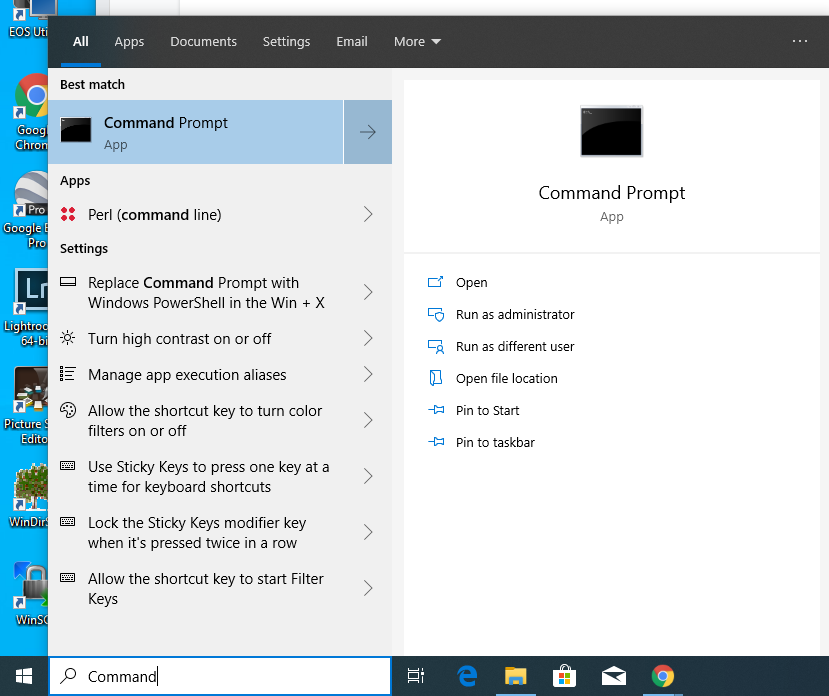 EOS Uti
All Apps Documents Settings Email More ...
Best match
Command Prompt
App
Apps
Perl (command line)
Settings
Replace Command Prompt with
Windows PowerShell in the Win + X
Turn high contrast on or off
Manage app execution aliases
Allow the shortcut key to turn color
filters on or off
Use Sticky Keys to press one key at a
time for keyboard shortcuts
Lock the Sticky Keys modifier key
when it's pressed twice in a row
Allow the shortcut key to start Filter
Keys
Command Prompt
App
Open
Run as administrator
Run as different user
Open file location
Pin to Start
Pin to taskbar
Googl
Chron
Pro
Google E
Pro
Lr
Lightroo
64-bi
Picture S
Edito
WinDirS
WinSC
Command